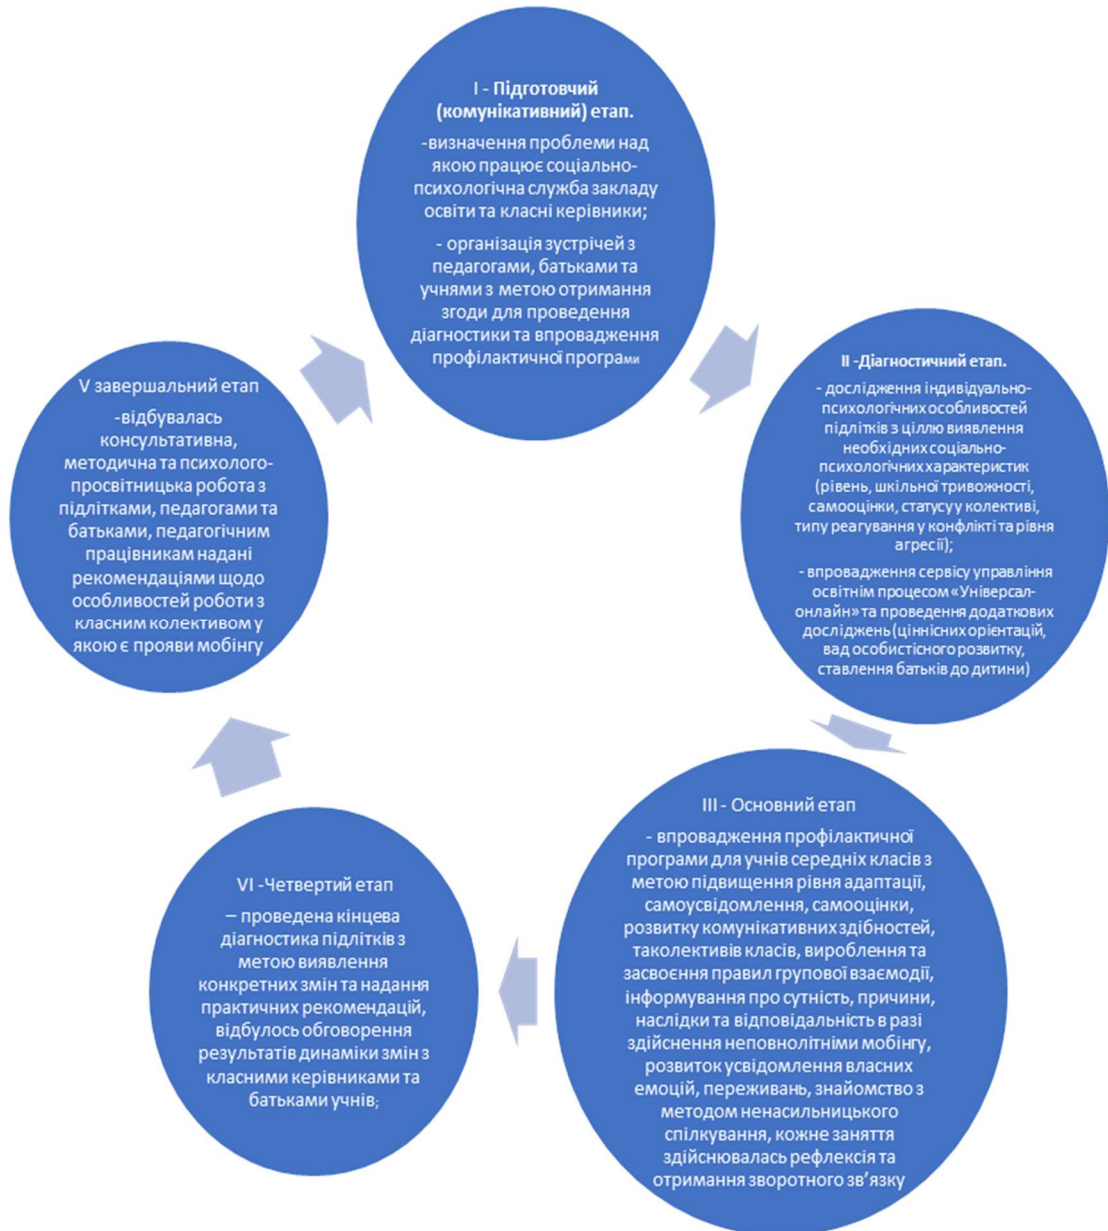 I - Підготовчий
(комунікативний) етап.
-визначення проблеми над
якою працює соціально-
психологічна служба закладу
освіти та класні керівники;
- організація зустрічей з
педагогами, батьками та
учнями з метою отримання
згоди для проведення
діагностики та впровадження
профілактичної програми
II -Діагностичний етап.
- дослідження індивідуально-
психологічних особливостей
підлітків з ціллю виявлення
необхідних соціально-
психологічних характеристик
(рівень, шкільної тривожності,
самооцінки, статусу у колективі,
типу реагування у конфлікті та рівня
агресії);
- впровадження сервісу управління
освітнім процесом «Універсал-
онлайн» та проведення додаткових
досліджень (ціннісних орієнтацій,
вад особистісного розвитку,
ставлення батьків до дитини)
III - Основний етап
- впровадження профілактичної
програми для учнів середніх класів з
метою підвищення рівня адаптації,
самоусвідомлення, самооцінки,
розвитку комунікативних здібностей,
таколективів класів, вироблення та
засвоєння правил групової взаємодії,
інформування про сутність, причини,
наслідки та відповідальність в разі
здійснення неповнолітніми мобінгу,
розвиток усвідомлення власних
емоцій, переживань, знайомство з
методом ненасильницького
спілкування, кожне заняття
здійснювалась рефлексія та
отримання зворотного зв’язку
VI -Четвертий етап
– проведена кінцева
діагностика підлітків з
метою виявлення
конкретних змін та надання
практичних рекомендацій,
відбулось обговорення
результатів динаміки змін з
класними керівниками та
батьками учнів;
V завершальний етап
-відбувалась
консультативна,
методична та психолого-
просвітницька робота з
підлітками, педагогами та
батьками, педагогічним
працівникам надані
рекомендаціями щодо
особливостей роботи з
класним колективом у
якою є прояви мобінгу